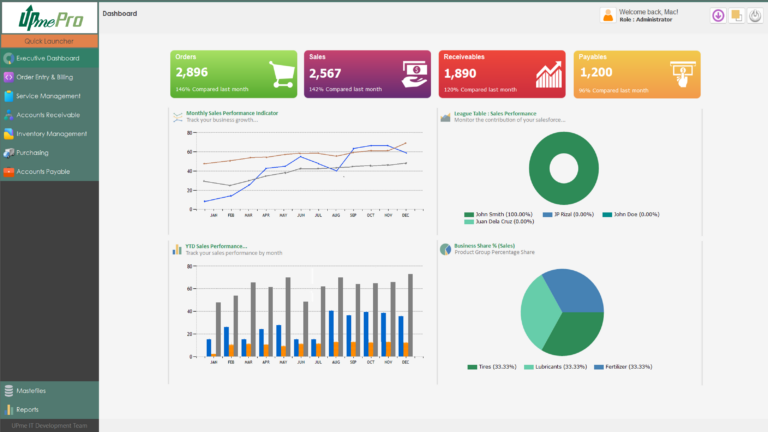 UPmePro
Dashboard
Welcome back, Mac!
Role : Administrator
Quick Launcher
Executive Dashboard
Order Entry & Billing
Service Management
Accounts Receivable
Inventory Management
Purchasing
Accounts Payable
Masterfiles
Reports
UPme IT Development Team
Orders
2,896
146% Compared last month
Sales
2,567
142% Compared last month
Receiveables
1,890
120% Compared last month
Payables
1,200
96% Compared last month
Monthly Sales Performance Indicator
Track your business growth...
80
60
40
20
0
JAN FEB MAR APR MAY JUN JUL AUG SEP OCT NOV DEC
League Table : Sales Performance
Monitor the contribution of your salesforce...
John Smith (100.00%) JP Rizal (0.00%) John Doe (0.00%)
Juan Dela Cruz (0.00%)
YTD Sales Performance...
Track your sales performance by month
80
60
40
20
0
JAN FEB MAR APR MAY JUN JUL AUG SEP OCT NOV DEC
Business Share % (Sales)
Product Group Percentage Share
Tires (33.33%) Lubricants (33.33%) Fertilizer (33.33%)